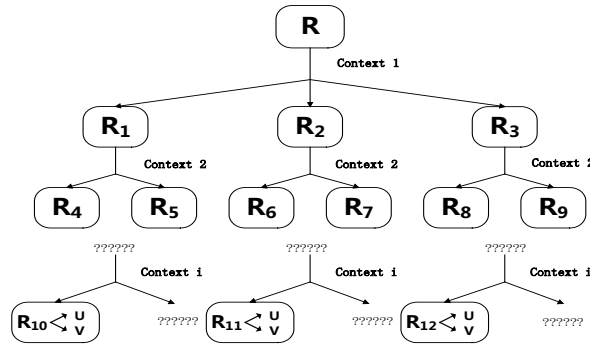 R
Context 1
R1 R2 R3
Context 2 Context 2 Context 2
R4 R5 R6 R7 R8 R9
?????? ?????? ??????
Context i Context i Context i
R10 U V ?????? R11 U V ?????? R12 U V ??????